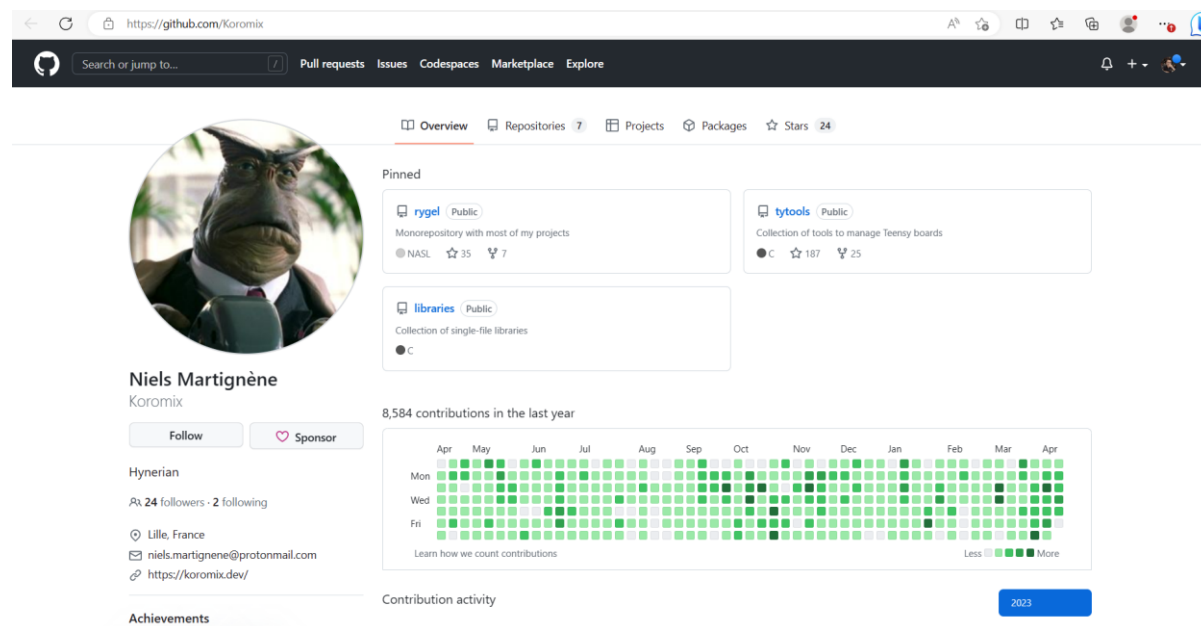 https://github.com/Koromix
Search or jump to... /
Pull requests Issues Codespaces Marketplace Explore
Overview Repositories 7 Projects Packages Stars 24
Pinned
rygel Public
Monorepository with most of my projects
NASL 35 7
tytools Public
Collection of tools to manage Teensy boards
C 187 25
libraries Public
Collection of single-file libraries
C
Niels Martignène
Koromix
Follow Sponsor
Hynerian
24 followers · 2 following
Lille, France
niels.martignene@protonmail.com
https://koromix.dev/
Achievements
8,584 contributions in the last year
Apr May Jun Jul Aug Sep Oct Nov Dec Jan Feb Mar Apr
Mon
Wed
Fri
Learn how we count contributions
Less More
Contribution activity
2023